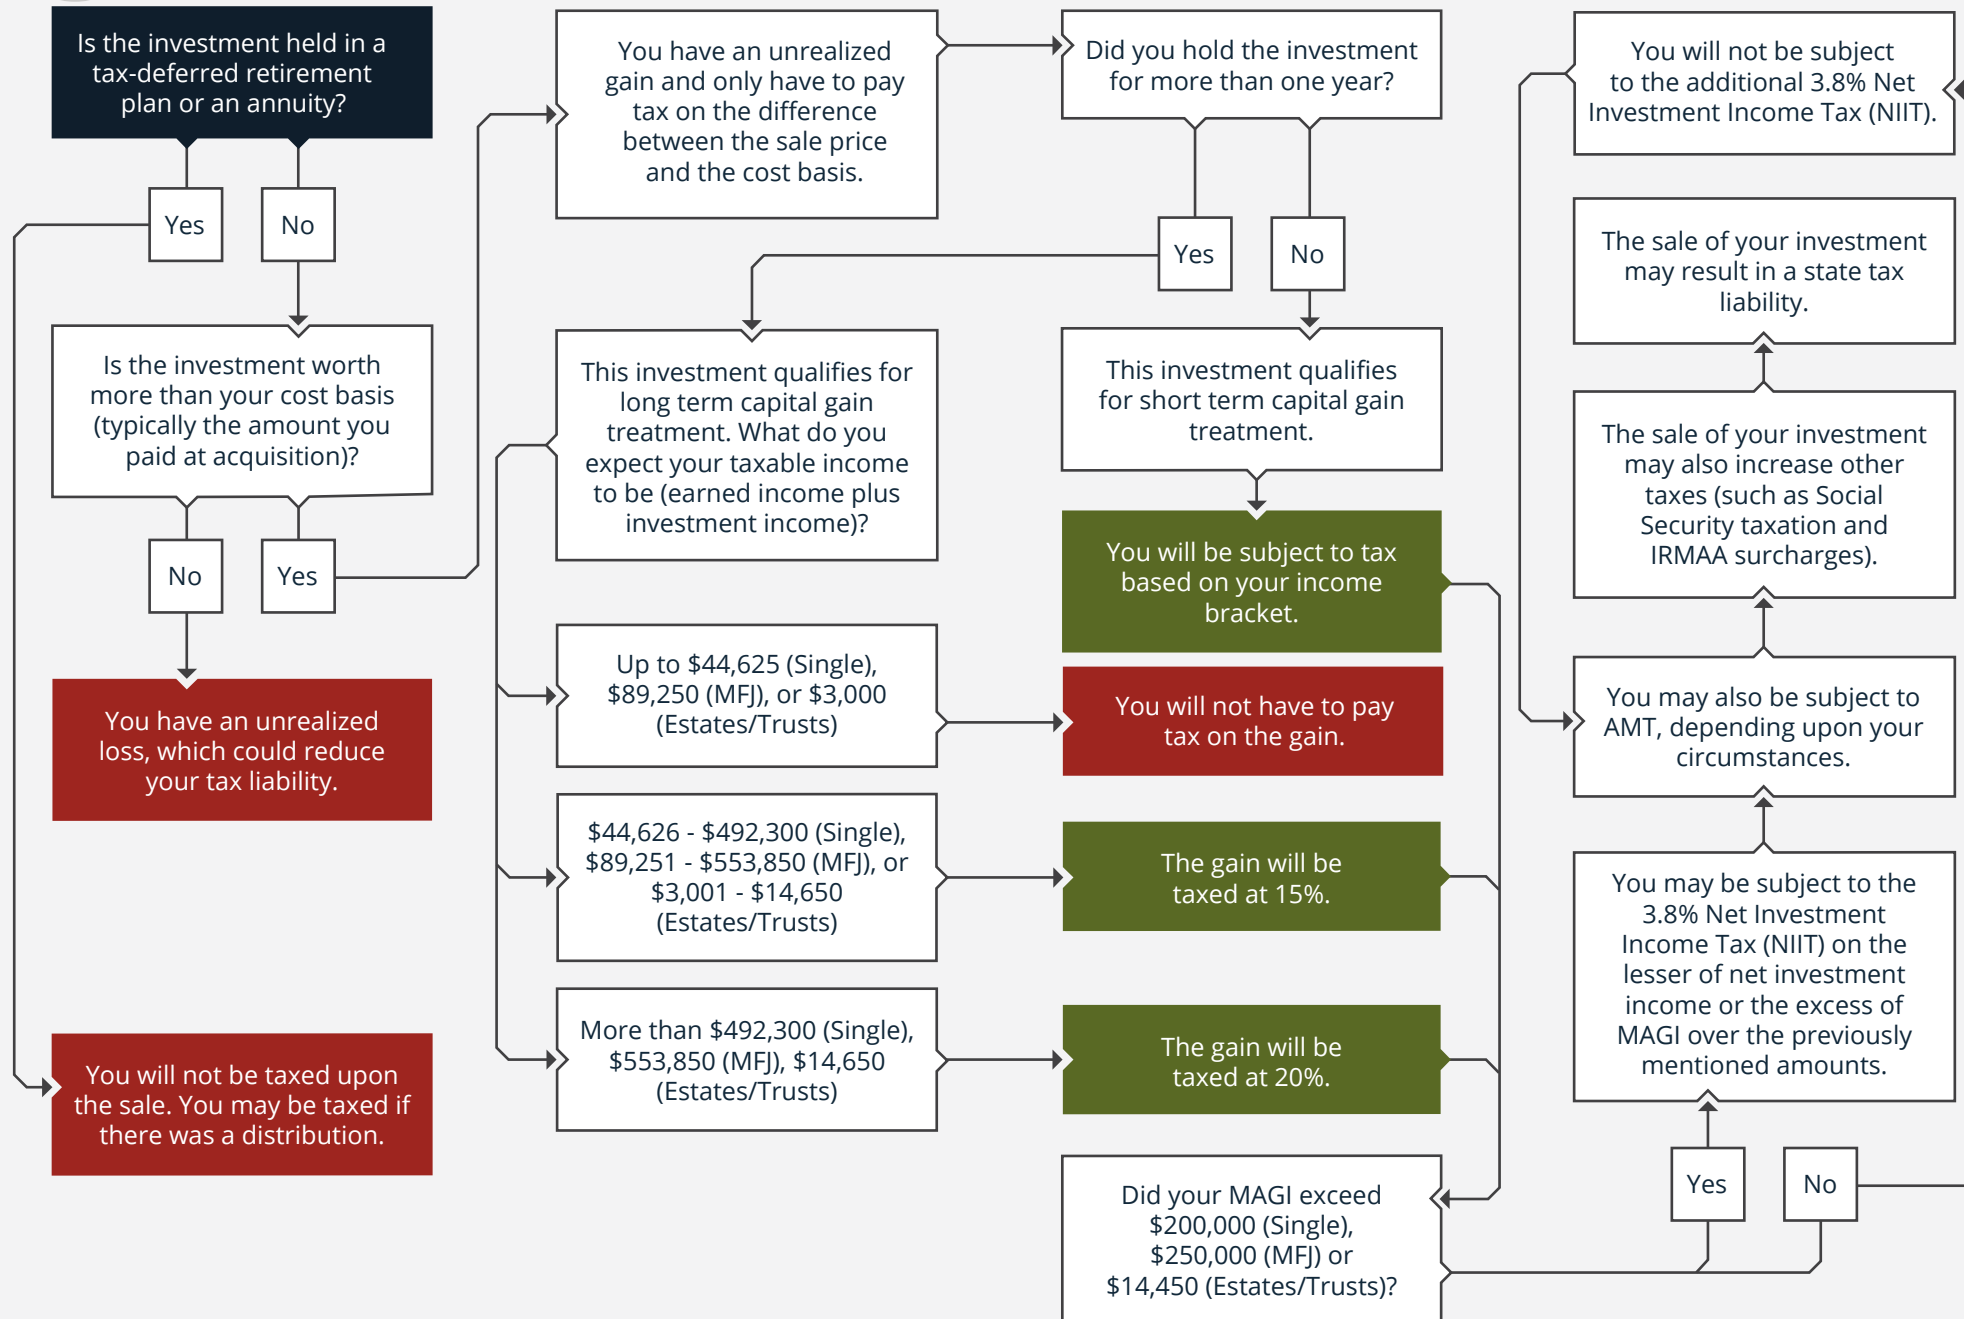 Is the investment held in a
tax-deferred retirement
plan or an annuity?
Yes
No
Is the investment worth
more than your cost basis
(typically the amount you
paid at acquisition)?
No
Yes
You have an unrealized
loss, which could reduce
your tax liability.
You will not be taxed upon
the sale. You may be taxed if
there was a distribution.
You have an unrealized
gain and only have to pay
tax on the difference
between the sale price
and the cost basis.
Did you hold the investment
for more than one year?
Yes
No
This investment qualifies for
long term capital gain
treatment. What do you
expect your taxable income
to be (earned income plus
investment income)?
This investment qualifies
for short term capital gain
treatment.
You will be subject to tax
based on your income
bracket.
Up to $44,625 (Single),
$89,250 (MFJ), or $3,000
(Estates/Trusts)
You will not have to pay
tax on the gain.
$44,626 - $492,300 (Single),
$89,251 - $553,850 (MFJ), or
$3,001 - $14,650
(Estates/Trusts)
The gain will be
taxed at 15%.
More than $492,300 (Single),
$553,850 (MFJ), $14,650
(Estates/Trusts)
The gain will be
taxed at 20%.
Did your MAGI exceed
$200,000 (Single),
$250,000 (MFJ) or
$14,450 (Estates/Trusts)?
Yes
No
You may be subject to the
3.8% Net Investment
Income Tax (NIIT) on the
lesser of net investment
income or the excess of
MAGI over the previously
mentioned amounts.
You will not be subject
to the additional 3.8% Net
Investment Income Tax (NIIT).
You may also be subject to
AMT, depending upon your
circumstances.
The sale of your investment
may also increase other
taxes (such as Social
Security taxation and
IRMAA surcharges).
The sale of your investment
may result in a state tax
liability.